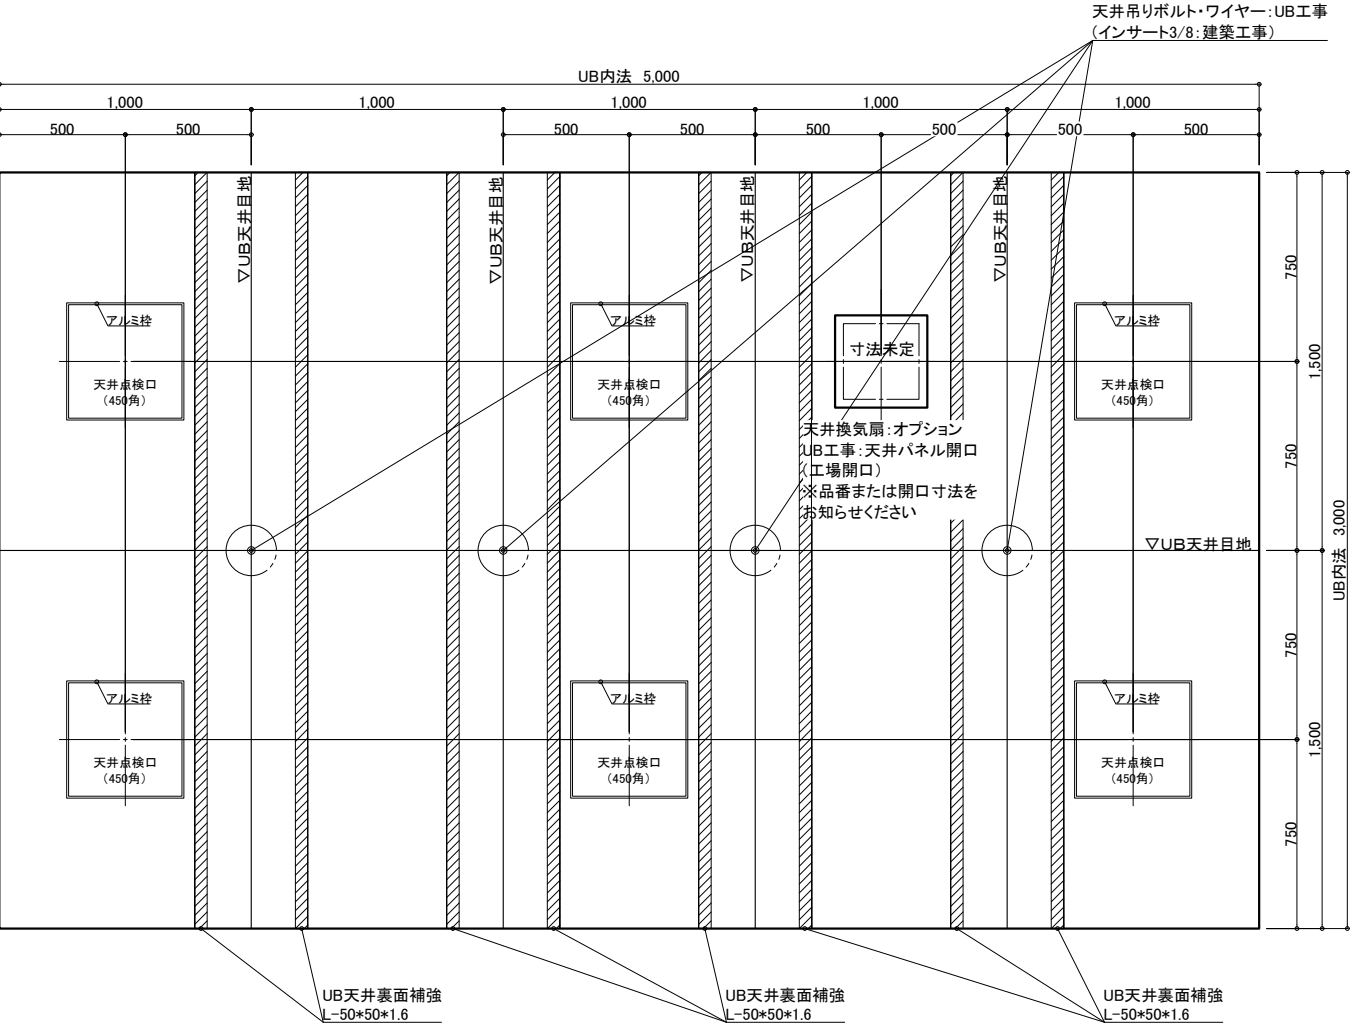 天井吊りボルト・ワイヤー：UB工事
（インサート3/8：建築工事）
UB内法 5,000
1,000
1,000
1,000
1,000
1,000
500
500
500
500
500
500
500
500
▽UB天井目地
▽UB天井目地
▽UB天井目地
▽UB天井目地
アルミ枠
天井点検口
（450角）
アルミ枠
天井点検口
（450角）
寸法未定
アルミ枠
天井点検口
（450角）
天井換気扇：オプション
UB工事：天井パネル開口
（工場開口）
※品番または開口寸法を
お知らせください
▽UB天井目地
アルミ枠
天井点検口
（450角）
アルミ枠
天井点検口
（450角）
アルミ枠
天井点検口
（450角）
750
750
750
750
1,500
1,500
UB内法 3,000
UB天井裏面補強
L-50*50*1.6
UB天井裏面補強
L-50*50*1.6
UB天井裏面補強
L-50*50*1.6